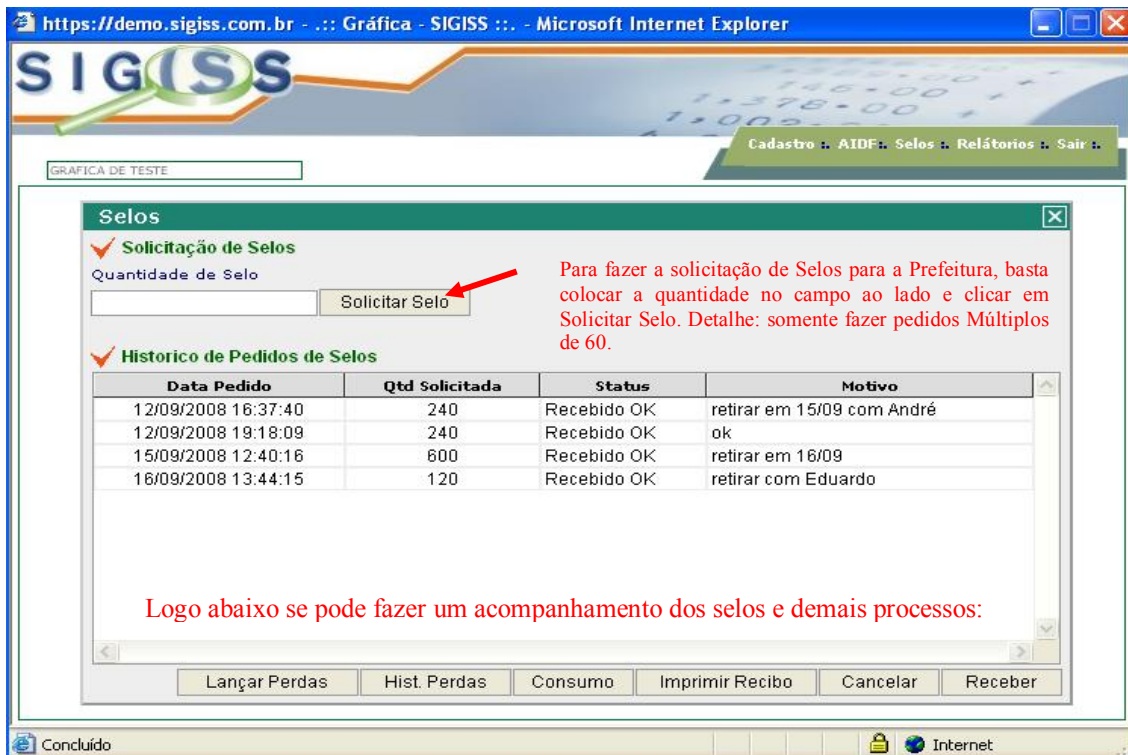 https://demo.sigiss.com.br - .:: Gráfica - SIGISS ::. - Microsoft Internet Explorer
SIGISS
Cadastro :. AIDF:. Selos :. Relátorios :. Sair :.
GRAFICA DE TESTE
Selos
Solicitação de Selos
Quantidade de Selo
Solicitar Selo
Para fazer a solicitação de Selos para a Prefeitura, basta
colocar a quantidade no campo ao lado e clicar em
Solicitar Selo. Detalhe: somente fazer pedidos Múltiplos
de 60.
Historico de Pedidos de Selos
Data Pedido Qtd Solicitada Status Motivo
12/09/2008 16:37:40 240 Recebido OK retirar em 15/09 com André
12/09/2008 19:18:09 240 Recebido OK ok
15/09/2008 12:40:16 600 Recebido OK retirar em 16/09
16/09/2008 13:44:15 120 Recebido OK retirar com Eduardo
Logo abaixo se pode fazer um acompanhamento dos selos e demais processos:
Lançar Perdas Hist. Perdas Consumo Imprimir Recibo Cancelar Receber
Concluído Internet